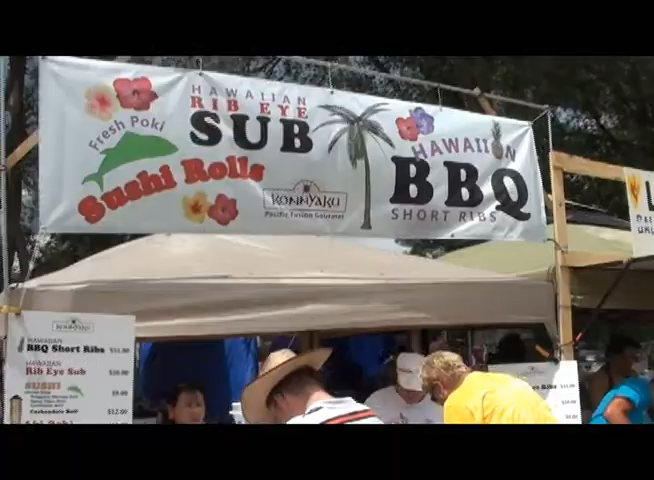 Fresh Poki
Sushi Rolls
HAWAIIAN
RIB EYE
SUB
KONNYAKU
Pacific Fusion Gourmet
HAWAIIAN
BBQ
SHORT RIBS
KONNYAKU
HAWAIIAN
BBQ Short Ribs
HAWAIIAN
Rib Eye Sub
SUSHI